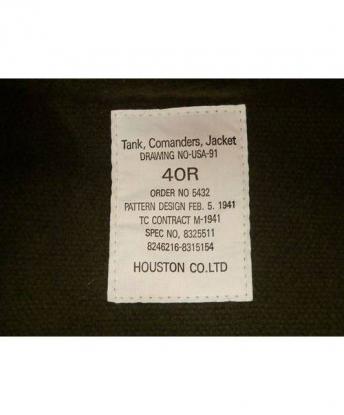 Tank, Comanders, Jacket
DRAWING NO-USA-91
40R
ORDER NO 5432
PATTERN DESIGN FEB. 5. 1941
TC CONTRACT M-1941
SPEC NO, 8325511
8246216-8315154
HOUSTON CO.LTD